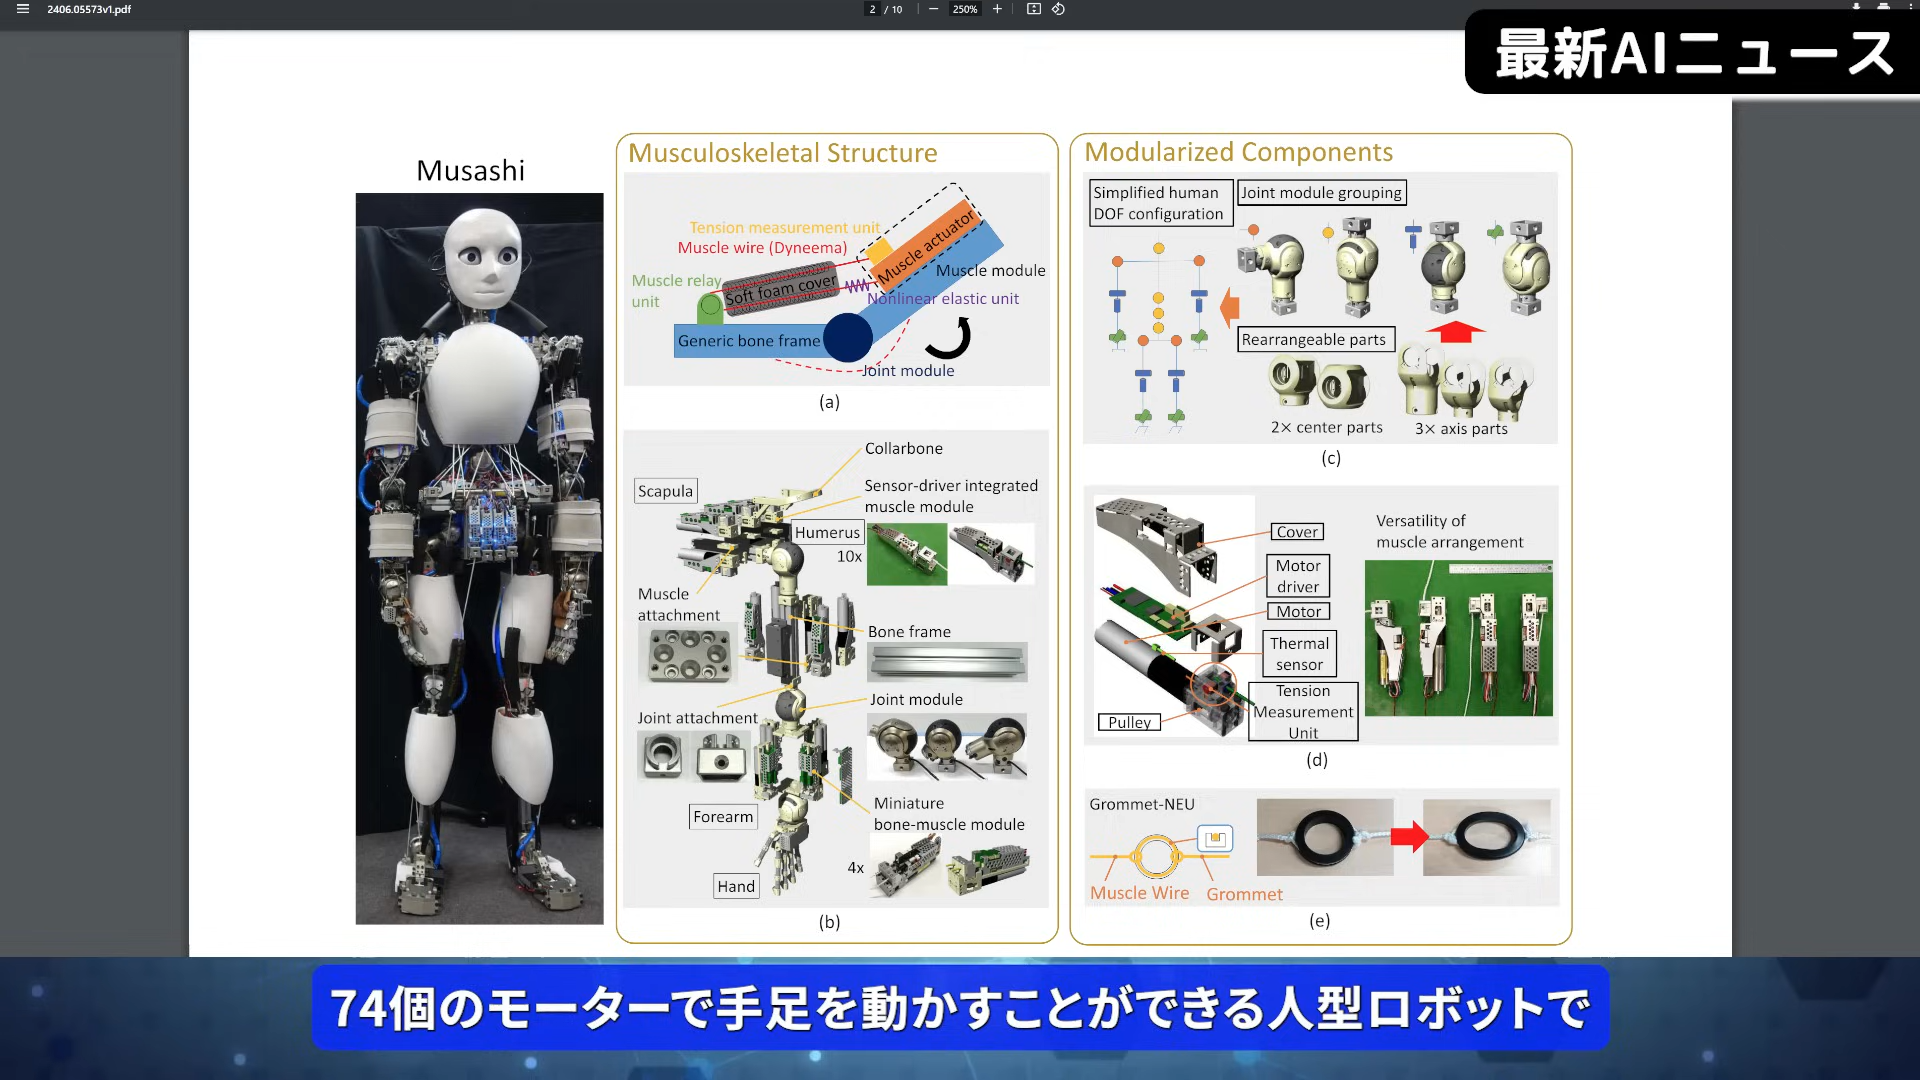 2406.05573v1.pdf
2 / 10
250%
最新AIニュース
Musashi
Musculoskeletal Structure
Tension measurement unit
Muscle wire (Dyneema)
Muscle actuator
Muscle module
Muscle relay
unit
Soft foam cover
Nonlinear elastic unit
Generic bone frame
Joint module
(a)
Collarbone
Scapula
Sensor-driver integrated
muscle module
Humerus
10x
Muscle
attachment
Bone frame
Joint module
Joint attachment
Miniature
bone-muscle module
Forearm
4x
Hand
(b)
Modularized Components
Simplified human
DOF configuration
Joint module grouping
Rearrangeable parts
2× center parts
3× axis parts
(c)
Cover
Motor
driver
Motor
Thermal
sensor
Tension
Measurement
Unit
Pulley
Versatility of
muscle arrangement
(d)
Grommet-NEU
Muscle Wire
Grommet
(e)
74個のモーターで手足を動かすことができる人型ロボットで